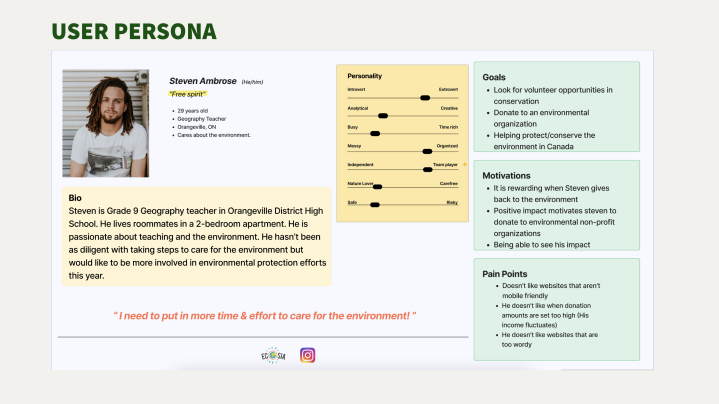 USER PERSONA
Steven Ambrose (He/him)
"Free spirit"
• 29 years old
• Geography Teacher
• Orangeville, ON
• Cares about the environment.
Bio
Steven is Grade 9 Geography teacher in Orangeville District High
School. He lives roommates in a 2-bedroom apartment. He is
passionate about teaching and the environment. He hasn't been
as diligent with taking steps to care for the environment but
would like to be more involved in environmental protection efforts
this year.
" I need to put in more time & effort to care for the environment! "
ECOSIA
Personality
Introvert Extrovert
Analytical Creative
Busy Time rich
Messy Organized
Independent Team player
Nature Lover Carefree
Safe Risky
Goals
• Look for volunteer opportunities in
conservation
• Donate to an environmental
organization
• Helping protect/conserve the
environment in Canada
Motivations
• It is rewarding when Steven gives
back to the environment
• Positive impact motivates steven to
donate to environmental non-profit
organizations
• Being able to see his impact
Pain Points
• Doesn't like websites that aren't
mobile friendly
• He doesn't like when donation
amounts are set too high (His
income fluctuates)
• He doesn't like websites that are
too wordy